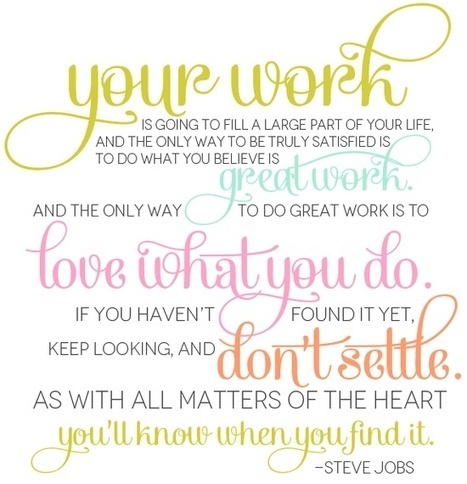 your work
IS GOING TO FILL A LARGE PART OF YOUR LIFE,
AND THE ONLY WAY TO BE TRULY SATISFIED IS
TO DO WHAT YOU BELIEVE IS
great work.
AND THE ONLY WAY TO DO GREAT WORK IS TO
love what you do.
IF YOU HAVEN'T FOUND IT YET,
KEEP LOOKING, AND don't settle.
AS WITH ALL MATTERS OF THE HEART
you'll know when you find it.
–STEVE JOBS